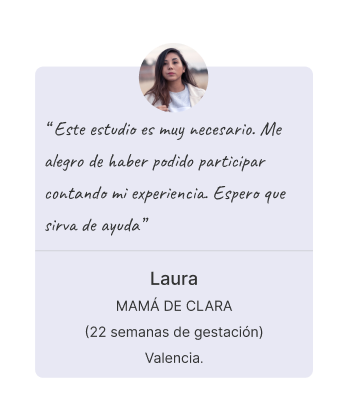 “Este estudio es muy necesario. Me
alegro de haber podido participar
contando mi experiencia. Espero que
sirva de ayuda”
Laura
MAMÁ DE CLARA
(22 semanas de gestación)
Valencia.